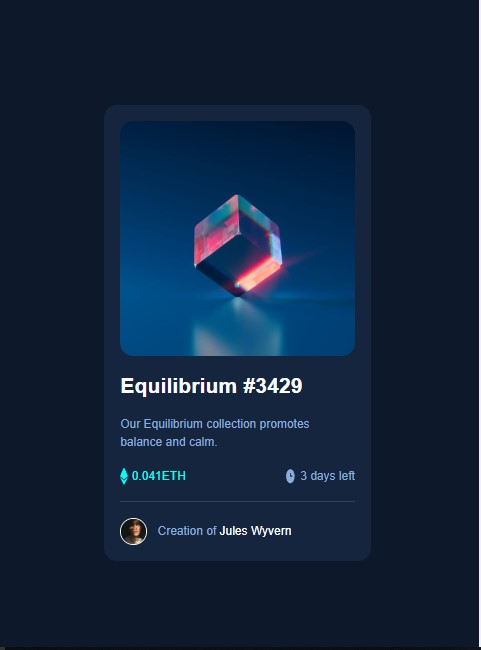 Equilibrium #3429
Our Equilibrium collection promotes
balance and calm.
0.041ETH 3 days left
Creation of Jules Wyvern